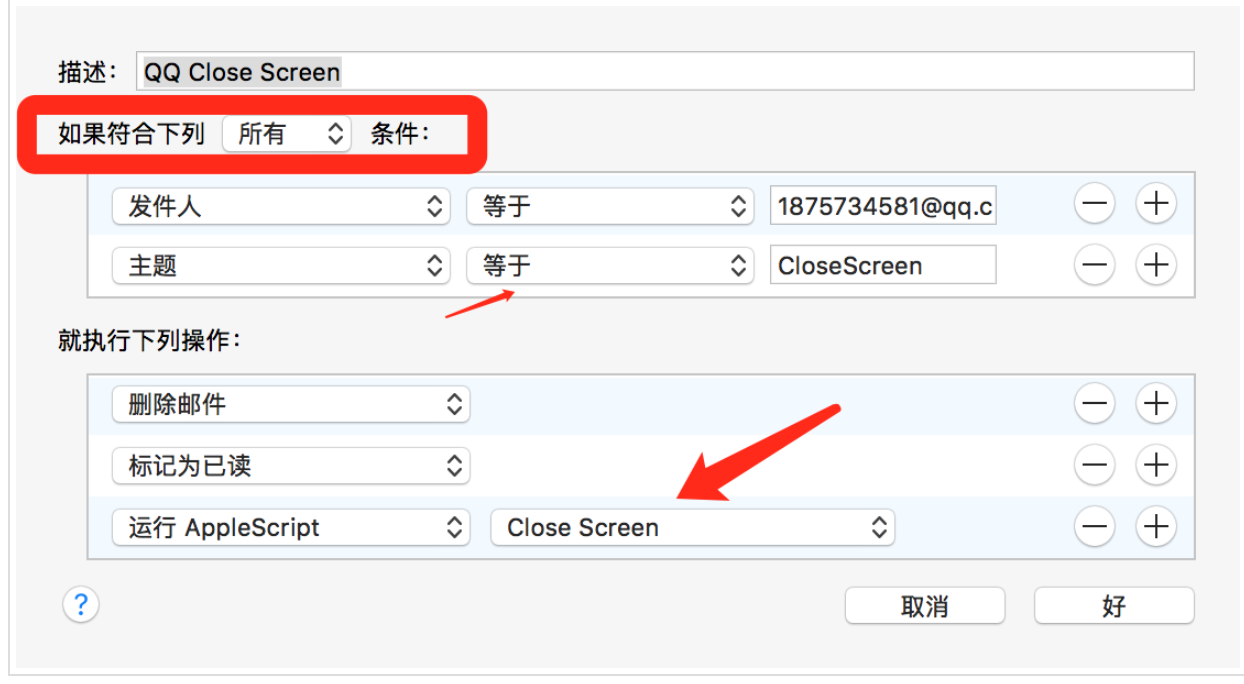 描述： QQ Close Screen
如果符合下列 所有 条件：
发件人 等于 1875734581@qq.c
主题 等于 CloseScreen
就执行下列操作：
删除邮件
标记为已读
运行 AppleScript Close Screen
? 取消 好